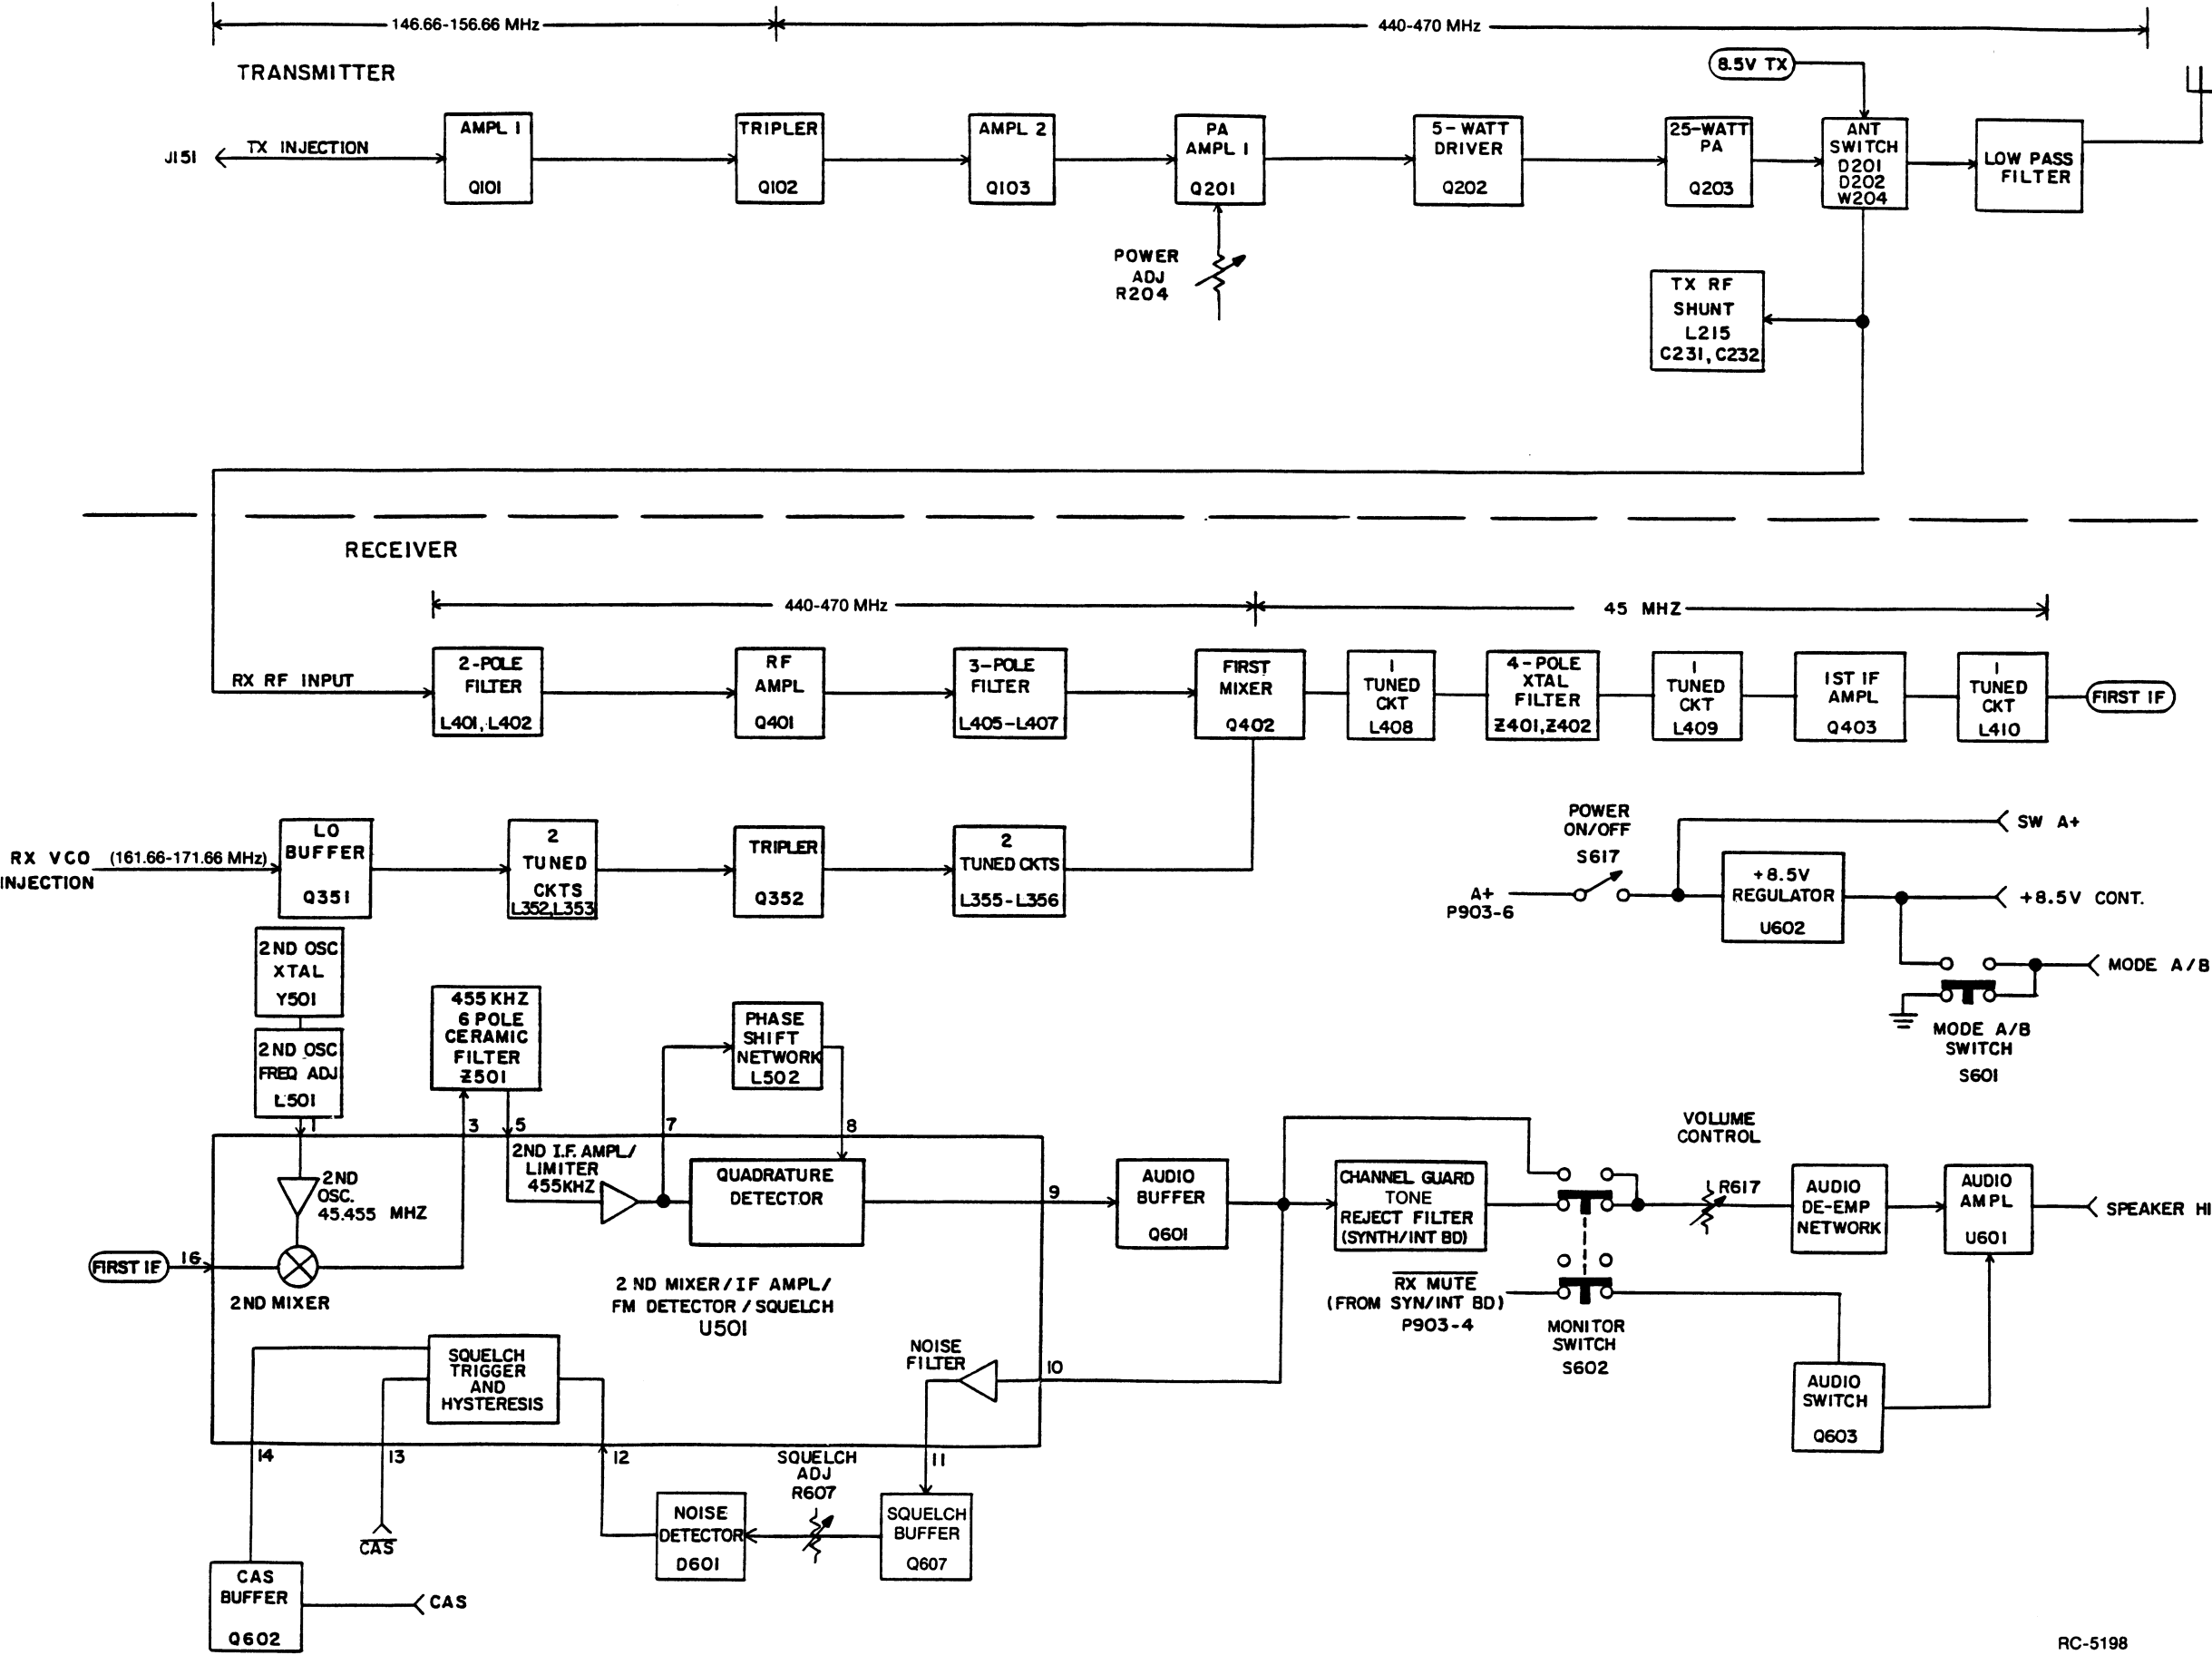 146.66-156.66 MHz
440-470 MHz
TRANSMITTER
8.5V TX
J151
TX INJECTION
AMPL 1
Q101
TRIPLER
Q102
AMPL 2
Q103
PA
AMPL 1
Q201
5-WATT
DRIVER
Q202
25-WATT
PA
Q203
ANT
SWITCH
D201
D202
W204
LOW PASS
FILTER
POWER
ADJ
R204
TX RF
SHUNT
L215
C231, C232
RECEIVER
440-470 MHz
45 MHZ
RX RF INPUT
2-POLE
FILTER
L401, L402
RF
AMPL
Q401
3-POLE
FILTER
L405-L407
FIRST
MIXER
Q402
1
TUNED
CKT
L408
4-POLE
XTAL
FILTER
Z401,Z402
1
TUNED
CKT
L409
1ST IF
AMPL
Q403
1
TUNED
CKT
L410
FIRST IF
RX VCO (161.66-171.66 MHz)
INJECTION
LO
BUFFER
Q351
2
TUNED
CKTS
L352,L353
TRIPLER
Q352
2
TUNED CKTS
L355-L356
POWER
ON/OFF
S617
A+
P903-6
SW A+
+8.5V
REGULATOR
U602
+8.5V CONT.
MODE A/B
MODE A/B
SWITCH
S601
2ND OSC
XTAL
Y501
2ND OSC
FREQ ADJ
L501
455 KHZ
6 POLE
CERAMIC
FILTER
Z501
PHASE
SHIFT
NETWORK
L502
1
3
5
7
8
2ND
OSC.
45.455 MHZ
2ND I.F. AMPL/
LIMITER
455KHZ
QUADRATURE
DETECTOR
9
FIRST IF
16
2ND MIXER
2ND MIXER/IF AMPL/
FM DETECTOR/SQUELCH
U501
AUDIO
BUFFER
Q601
CHANNEL GUARD
TONE
REJECT FILTER
(SYNTH/INT BD)
VOLUME
CONTROL
R617
AUDIO
DE-EMP
NETWORK
AUDIO
AMPL
U601
SPEAKER HI
RX MUTE
(FROM SYN/INT BD)
P903-4
MONITOR
SWITCH
S602
AUDIO
SWITCH
Q603
SQUELCH
TRIGGER
AND
HYSTERESIS
NOISE
FILTER
10
14
13
12
11
SQUELCH
ADJ
R607
NOISE
DETECTOR
D601
SQUELCH
BUFFER
Q607
CAS
CAS
BUFFER
Q602
CAS
RC-5198